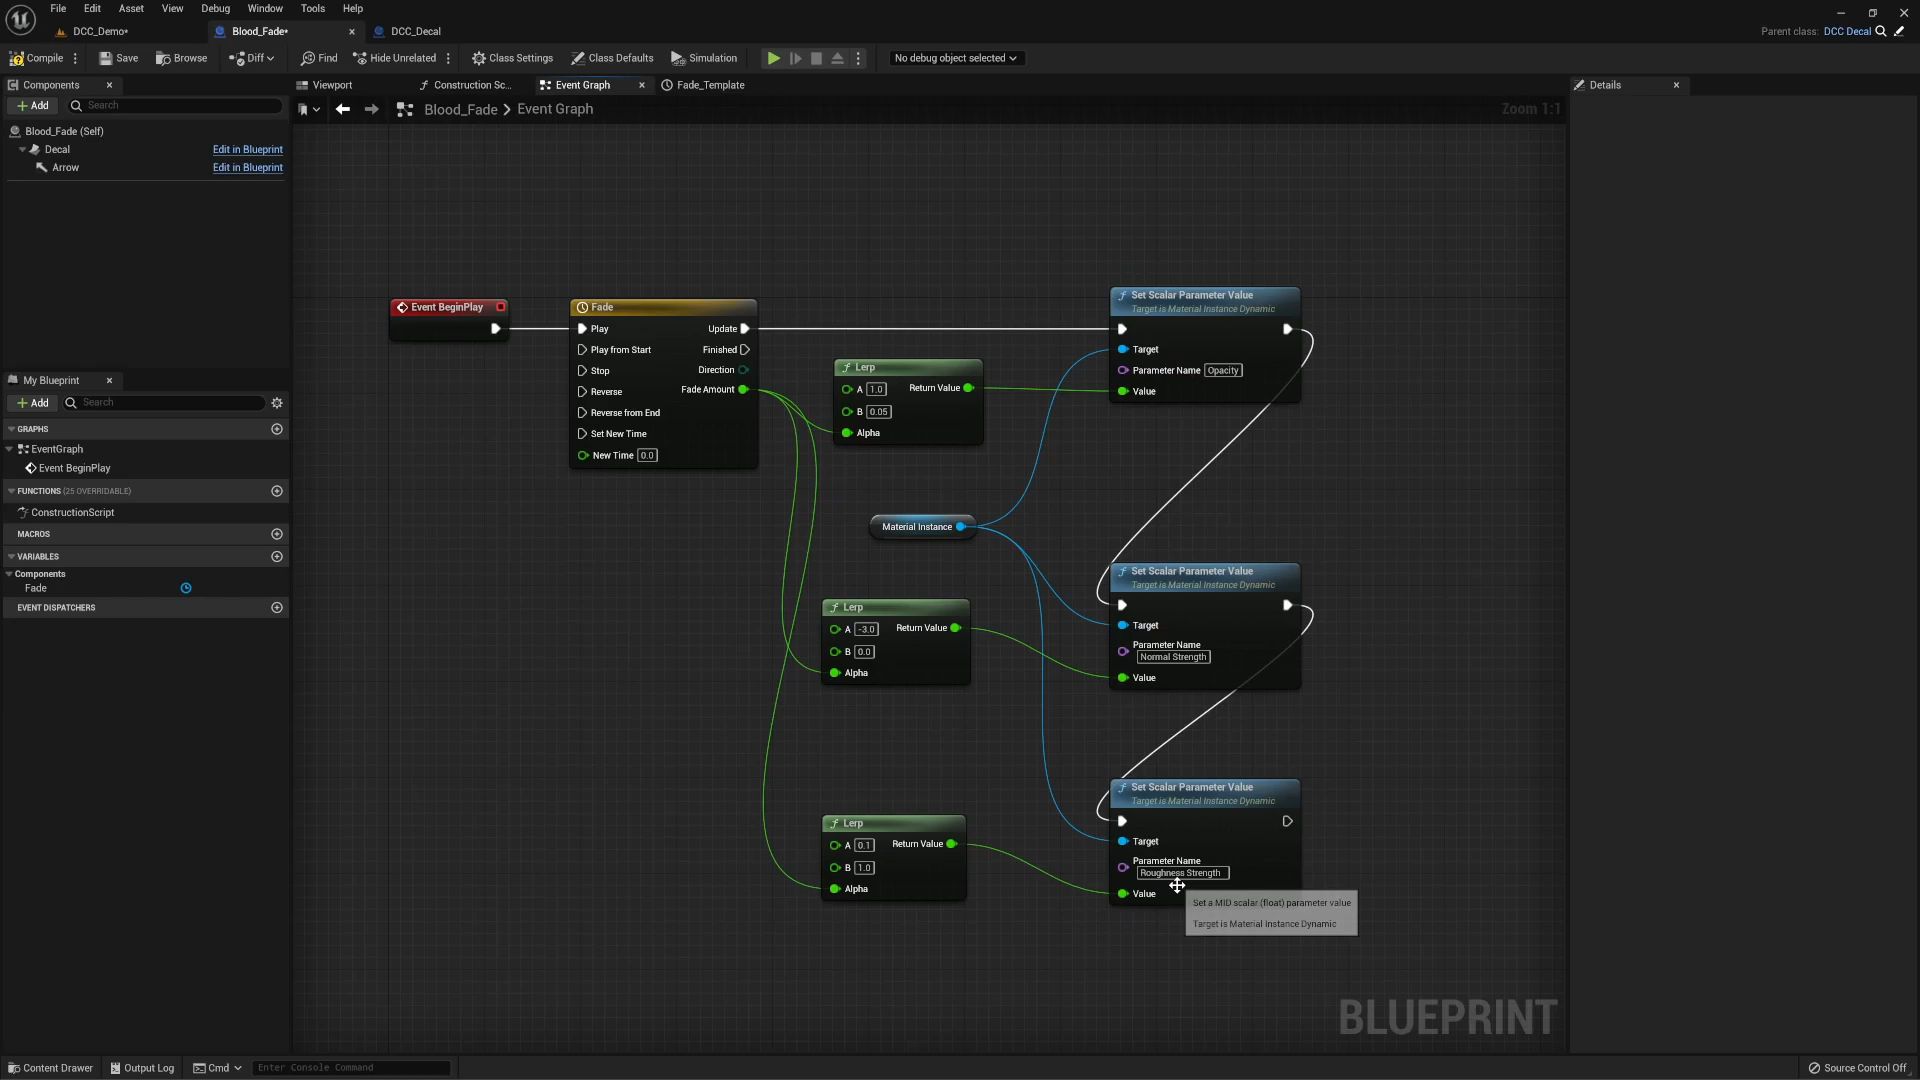 File Edit Asset View Debug Window Tools Help
DCC_Demo* Blood_Fade* DCC_Decal
Parent class: DCC Decal
Compile Save Browse Diff Find Hide Unrelated Class Settings Class Defaults Simulation No debug object selected
Components
Add Search
Blood_Fade (Self)
Decal Edit in Blueprint
Arrow Edit in Blueprint
My Blueprint
Add Search
GRAPHS
EventGraph
Event BeginPlay
FUNCTIONS (25 OVERRIDABLE)
ConstructionScript
MACROS
VARIABLES
Components
Fade
EVENT DISPATCHERS
Viewport Construction Sc... Event Graph Fade_Template
Blood_Fade > Event Graph
Zoom 1:1
Details
Event BeginPlay
Fade
Play Update
Play from Start Finished
Stop Direction
Reverse Fade Amount
Reverse from End
Set New Time
New Time 0.0
Lerp
A 1.0 Return Value
B 0.05
Alpha
Material Instance
Lerp
A -3.0 Return Value
B 0.0
Alpha
Lerp
A 0.1 Return Value
B 1.0
Alpha
Set Scalar Parameter Value
Target is Material Instance Dynamic
Target
Parameter Name Opacity
Value
Set Scalar Parameter Value
Target is Material Instance Dynamic
Target
Parameter Name
Normal Strength
Value
Set Scalar Parameter Value
Target is Material Instance Dynamic
Target
Parameter Name
Roughness Strength
Value
Set a MID scalar (float) parameter value
Target is Material Instance Dynamic
BLUEPRINT
Content Drawer Output Log Cmd Enter Console Command
Source Control Off